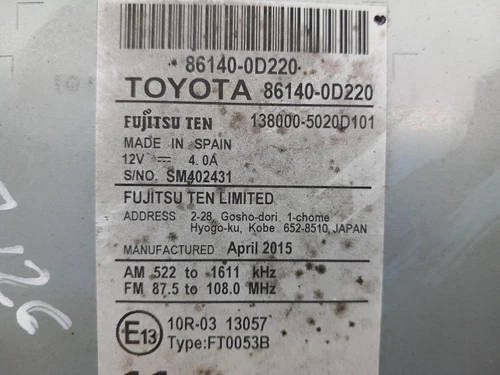 86140-0D220
TOYOTA 86140-0D220
FUJITSU TEN 138000-5020D101
MADE IN SPAIN
12V ⎓ 4.0A
S/NO. SM402431
FUJITSU TEN LIMITED
ADDRESS 2-28, Gosho-dori 1-chome
Hyogo-ku, Kobe 652-8510, JAPAN
MANUFACTURED April 2015
AM 522 to 1611 kHz
FM 87.5 to 108.0 MHz
E13 10R-03 13057
Type:FT0053B